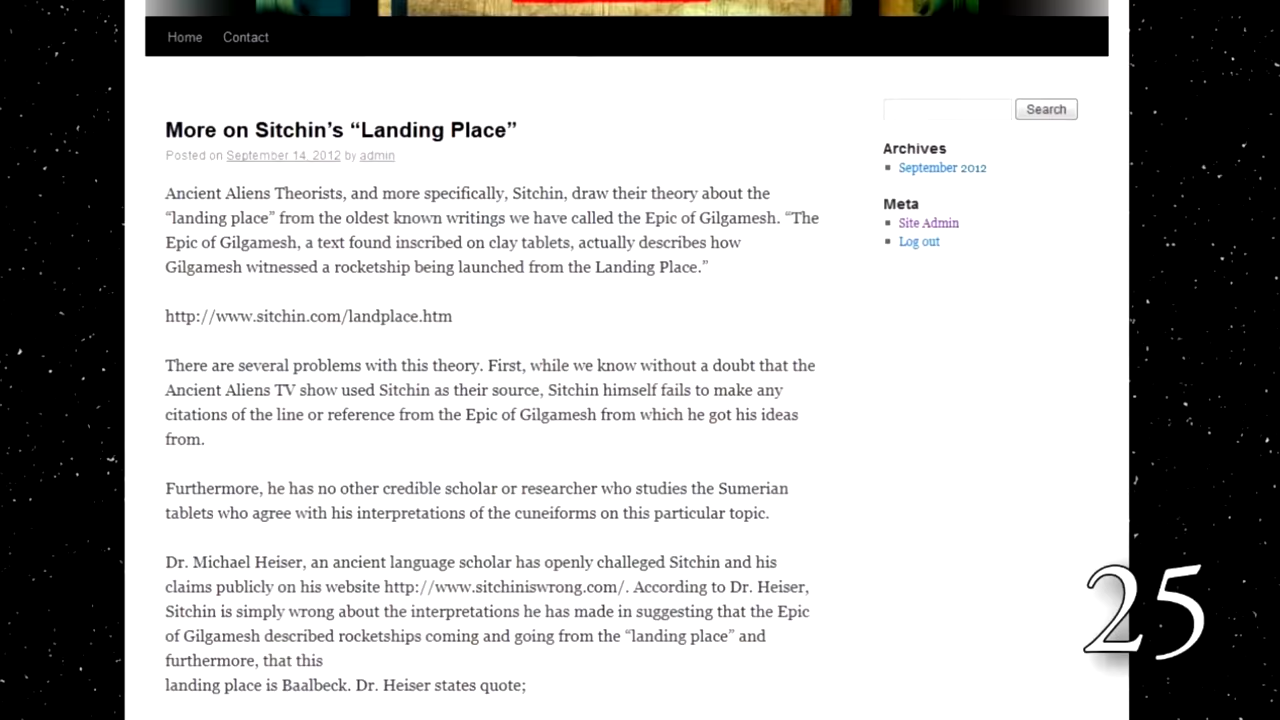 Home Contact
More on Sitchin’s “Landing Place”
Posted on September 14, 2012 by admin
Ancient Aliens Theorists, and more specifically, Sitchin, draw their theory about the
“landing place” from the oldest known writings we have called the Epic of Gilgamesh. “The
Epic of Gilgamesh, a text found inscribed on clay tablets, actually describes how
Gilgamesh witnessed a rocketship being launched from the Landing Place.”
http://www.sitchin.com/landplace.htm
There are several problems with this theory. First, while we know without a doubt that the
Ancient Aliens TV show used Sitchin as their source, Sitchin himself fails to make any
citations of the line or reference from the Epic of Gilgamesh from which he got his ideas
from.
Furthermore, he has no other credible scholar or researcher who studies the Sumerian
tablets who agree with his interpretations of the cuneiforms on this particular topic.
Dr. Michael Heiser, an ancient language scholar has openly challeged Sitchin and his
claims publicly on his website http://www.sitchiniswrong.com/. According to Dr. Heiser,
Sitchin is simply wrong about the interpretations he has made in suggesting that the Epic
of Gilgamesh described rocketships coming and going from the “landing place” and
furthermore, that this
landing place is Baalbeck. Dr. Heiser states quote;
Search
Archives
September 2012
Meta
Site Admin
Log out
25